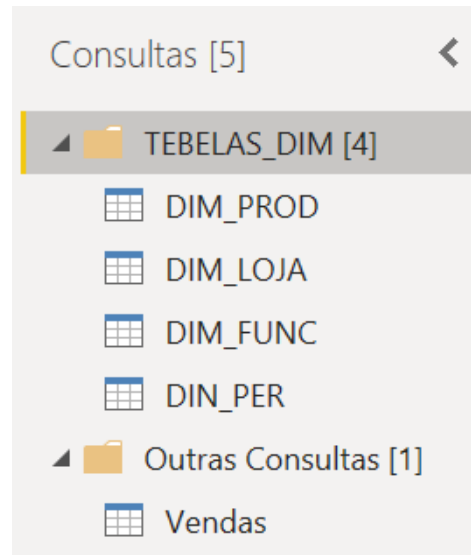 Consultas [5]
TEBELAS_DIM [4]
DIM_PROD
DIM_LOJA
DIM_FUNC
DIN_PER
Outras Consultas [1]
Vendas